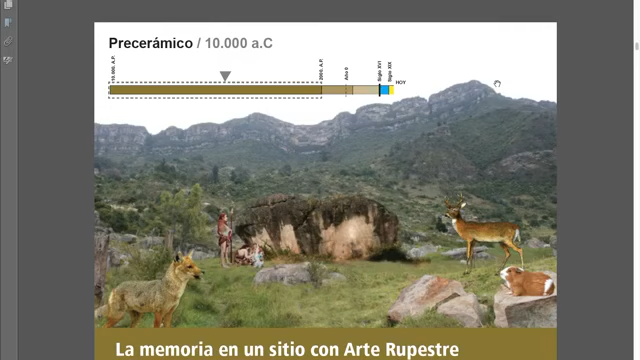 Precerámico / 10.000 a.C
10.000 A.P.
2000. A.P.
Año 0
Siglo XVI
Siglo XIX
HOY
La memoria en un sitio con Arte Rupestre